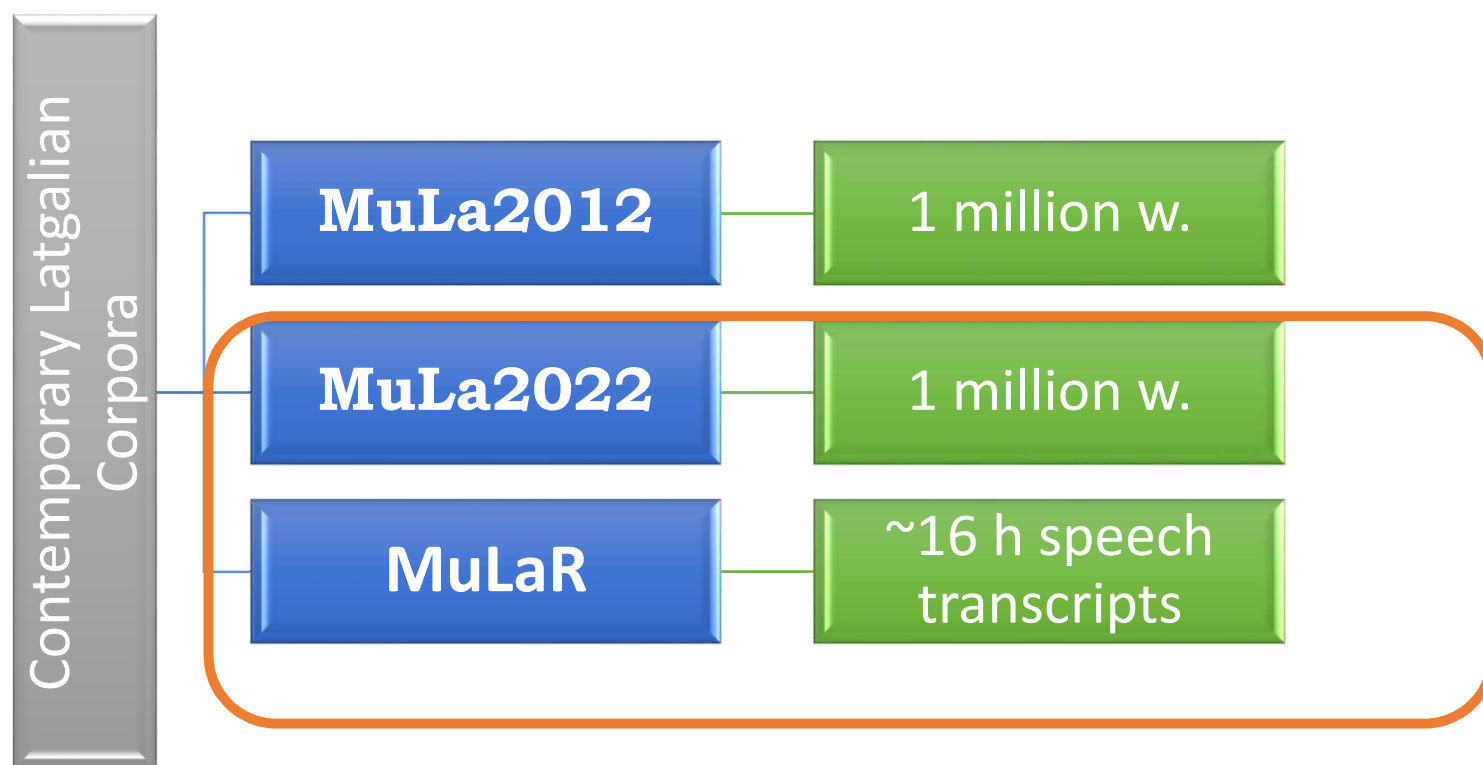 Contemporary Latgalian
Corpora
MuLa2012
1 million w.
MuLa2022
1 million w.
MuLaR
~16 h speech
transcripts